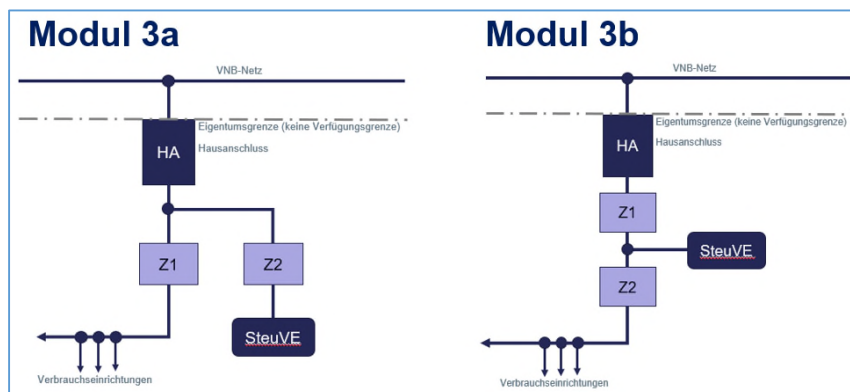 Modul 3a
VNB-Netz
Eigentumsgrenze (keine Verfügungsgrenze)
HA
Hausanschluss
Z1
Z2
SteuVE
Verbrauchseinrichtungen
Modul 3b
VNB-Netz
Eigentumsgrenze (keine Verfügungsgrenze)
HA
Hausanschluss
Z1
SteuVE
Z2
Verbrauchseinrichtungen